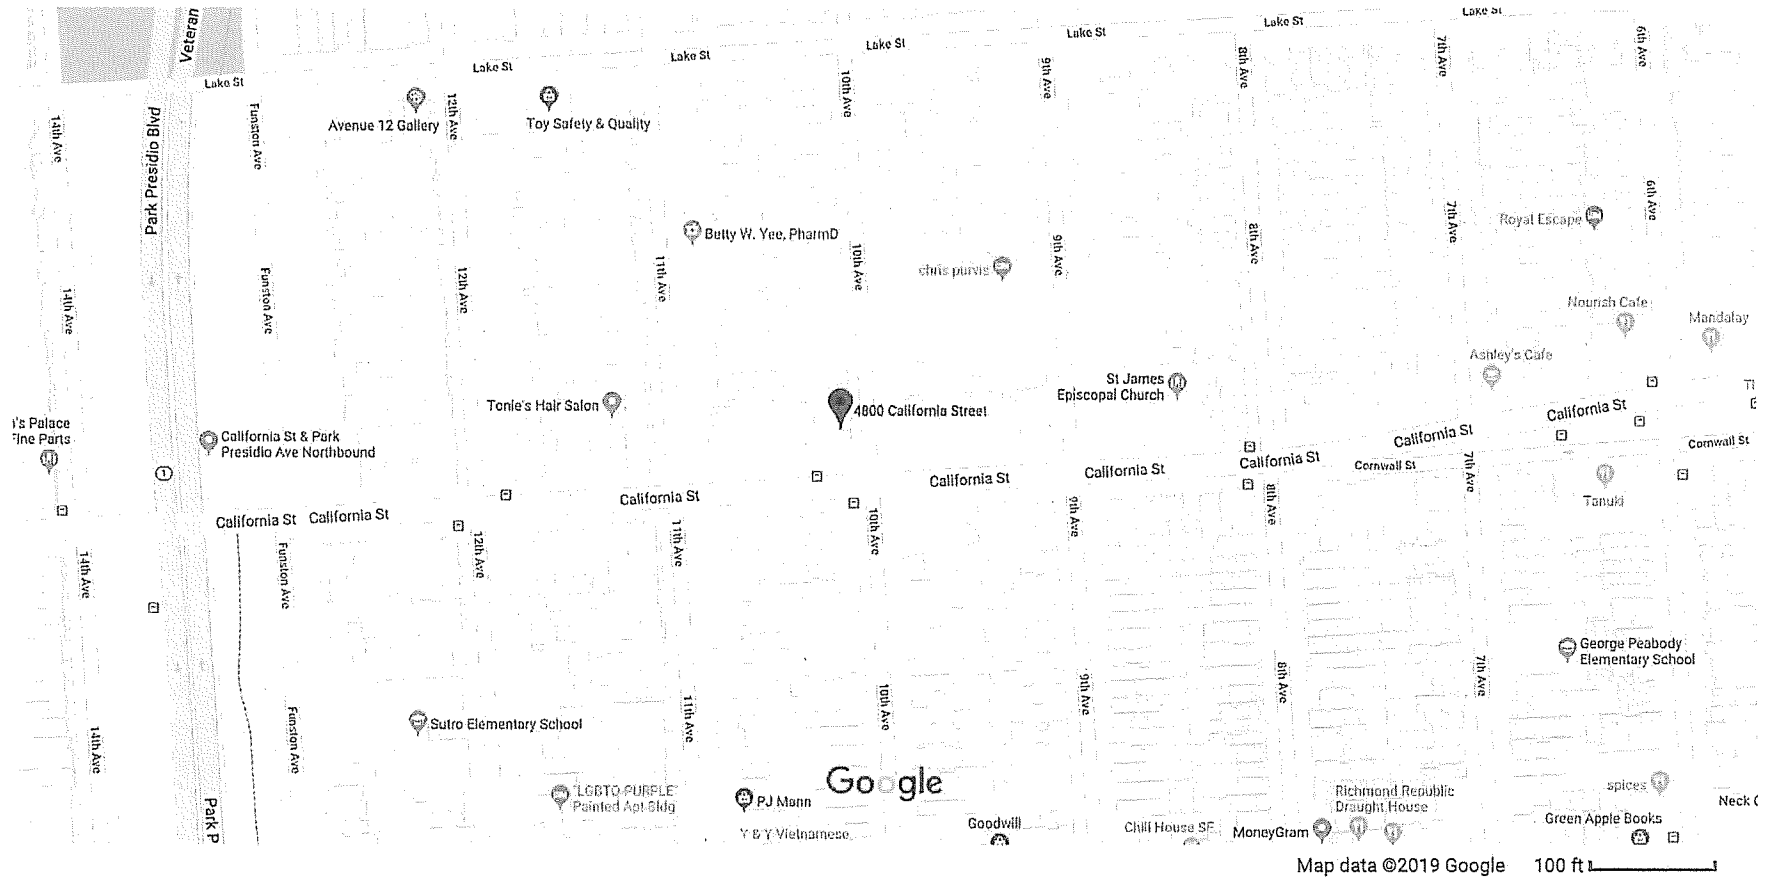 Lake St
Lake St
Lake St
Lake St
Lake St
Lake St
Lake St
Veteran
Park Presidio Blvd
14th Ave
Funston Ave
Avenue 12 Gallery
12th Ave
Toy Safety & Quality
10th Ave
9th Ave
8th Ave
7th Ave
6th Ave
14th Ave
Funston Ave
12th Ave
Betty W. Yee, PharmD
11th Ave
10th Ave
chris purvis
9th Ave
8th Ave
7th Ave
Royal Escape
6th Ave
Nourish Cafe
Mandalay
Ashley's Cafe
Tonie's Hair Salon
4800 California Street
St James
Episcopal Church
's Palace
Fine Parts
California St & Park
Presidio Ave Northbound
1
California St
California St
California St
California St
California St
California St
California St
California St
Cornwall St
Cornwall St
Tanuki
14th Ave
Funston Ave
12th Ave
11th Ave
10th Ave
9th Ave
8th Ave
7th Ave
George Peabody
Elementary School
14th Ave
Funston Ave
Sutro Elementary School
11th Ave
10th Ave
9th Ave
8th Ave
7th Ave
Park P
"LGBTQ-PURPLE"
Painted Apt Bldg
PJ Mann
Y & Y Vietnamese
Google
Goodwill
Chili House SF
MoneyGram
Richmond Republic
Draught House
spices
Green Apple Books
Neck
Map data ©2019 Google 100 ft